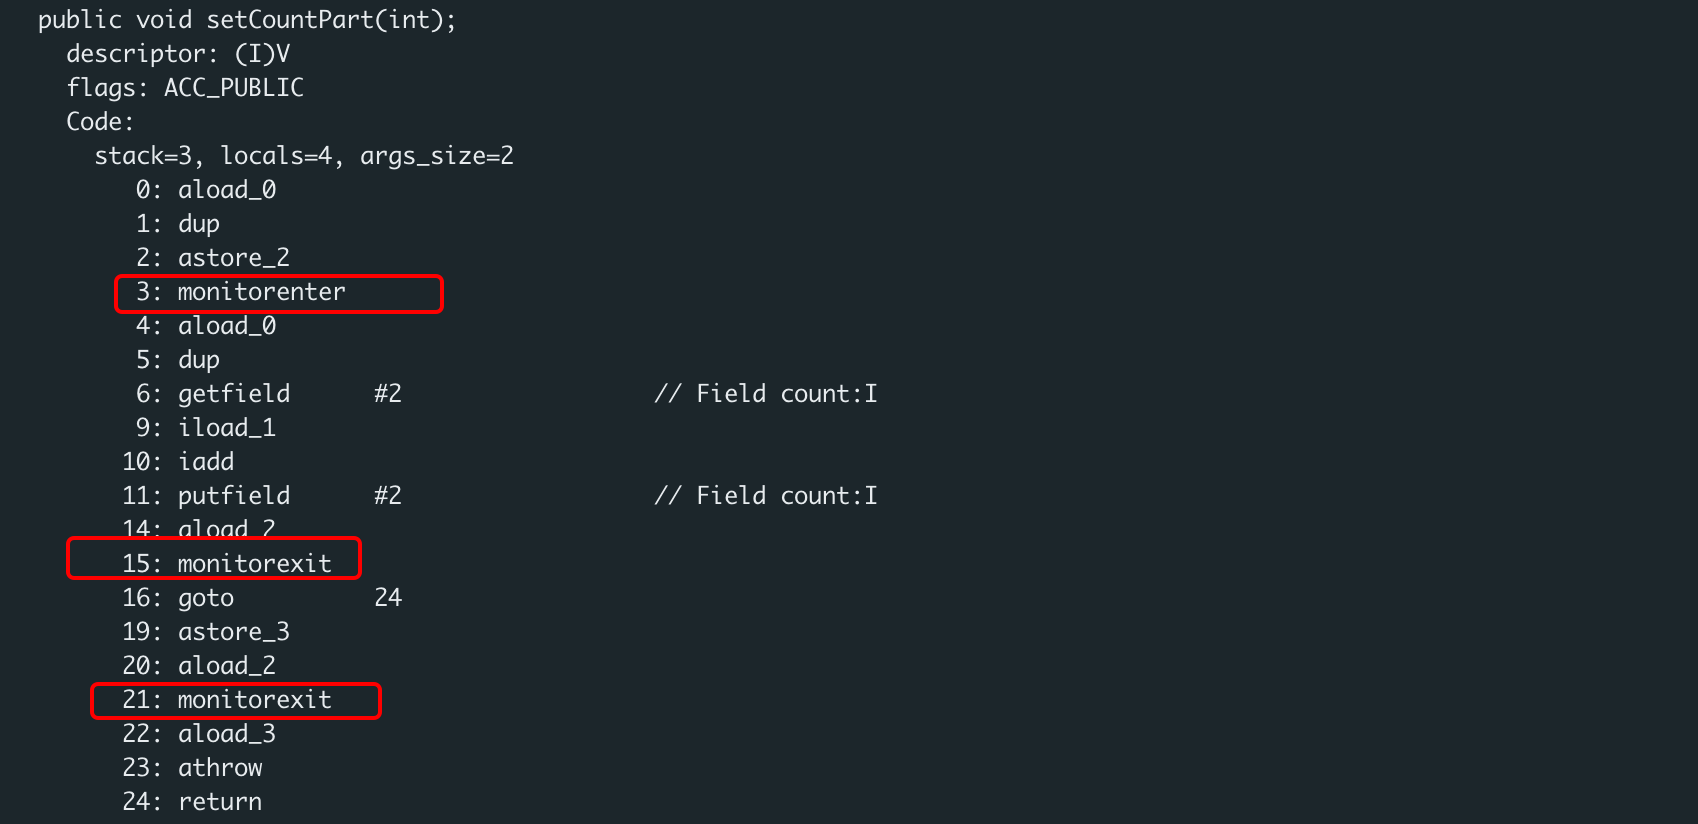 public void setCountPart(int);
descriptor: (I)V
flags: ACC_PUBLIC
Code:
stack=3, locals=4, args_size=2
0: aload_0
1: dup
2: astore_2
3: monitorenter
4: aload_0
5: dup
6: getfield #2 // Field count:I
9: iload_1
10: iadd
11: putfield #2 // Field count:I
14: aload_2
15: monitorexit
16: goto 24
19: astore_3
20: aload_2
21: monitorexit
22: aload_3
23: athrow
24: return